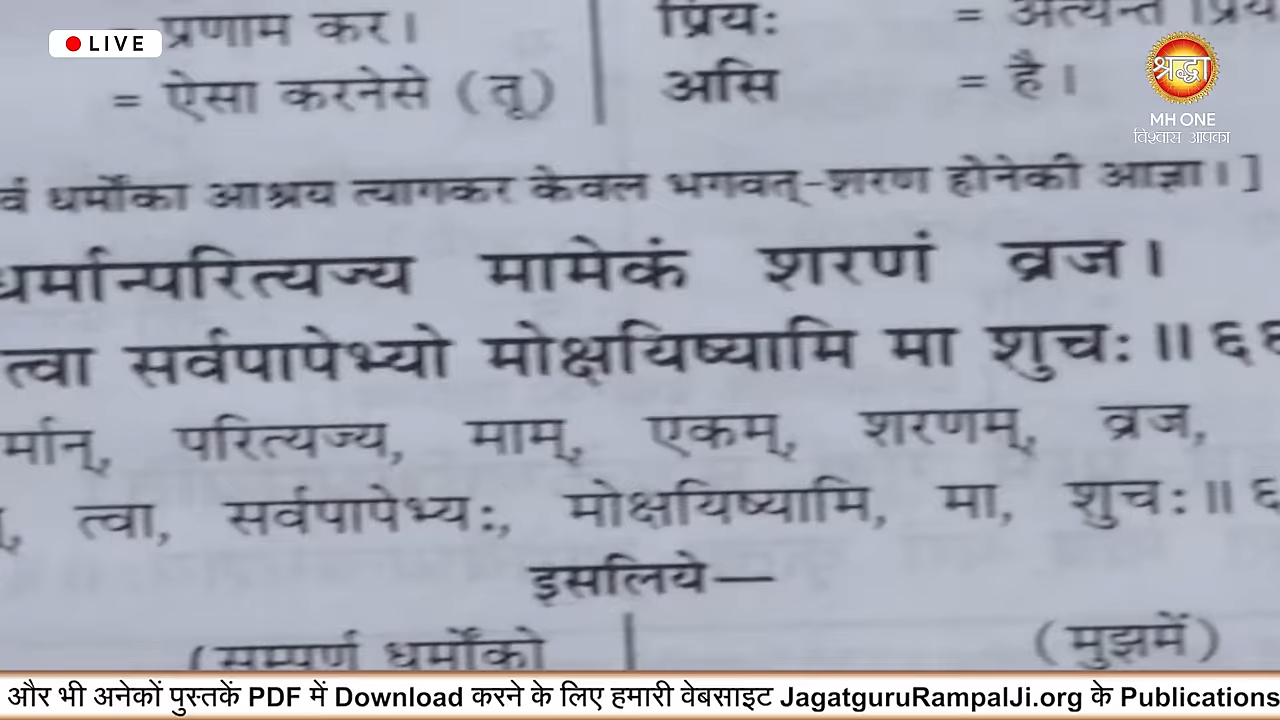 LIVE
प्रणाम कर।
= ऐसा करनेसे (तू)
प्रियः = अत्यन्त प्रिय
असि = है।
श्रद्धा
MH ONE
विश्वास आपका
र्व धर्मोंका आश्रय त्यागकर केवल भगवत्-शरण होनेकी आज्ञा।]
धर्मान्परित्यज्य मामेकं शरणं व्रज।
त्वा सर्वपापेभ्यो मोक्षयिष्यामि मा शुचः॥ ६६
र्मान्, परित्यज्य, माम्, एकम्, शरणम्, व्रज,
त्वा, सर्वपापेभ्यः, मोक्षयिष्यामि, मा, शुचः॥ ६
इसलिये—
(सम्पूर्ण धर्मोंको
(मुझमें)
और भी अनेकों पुस्तकें PDF में Download करने के लिए हमारी वेबसाइट JagatguruRampalJi.org के Publications